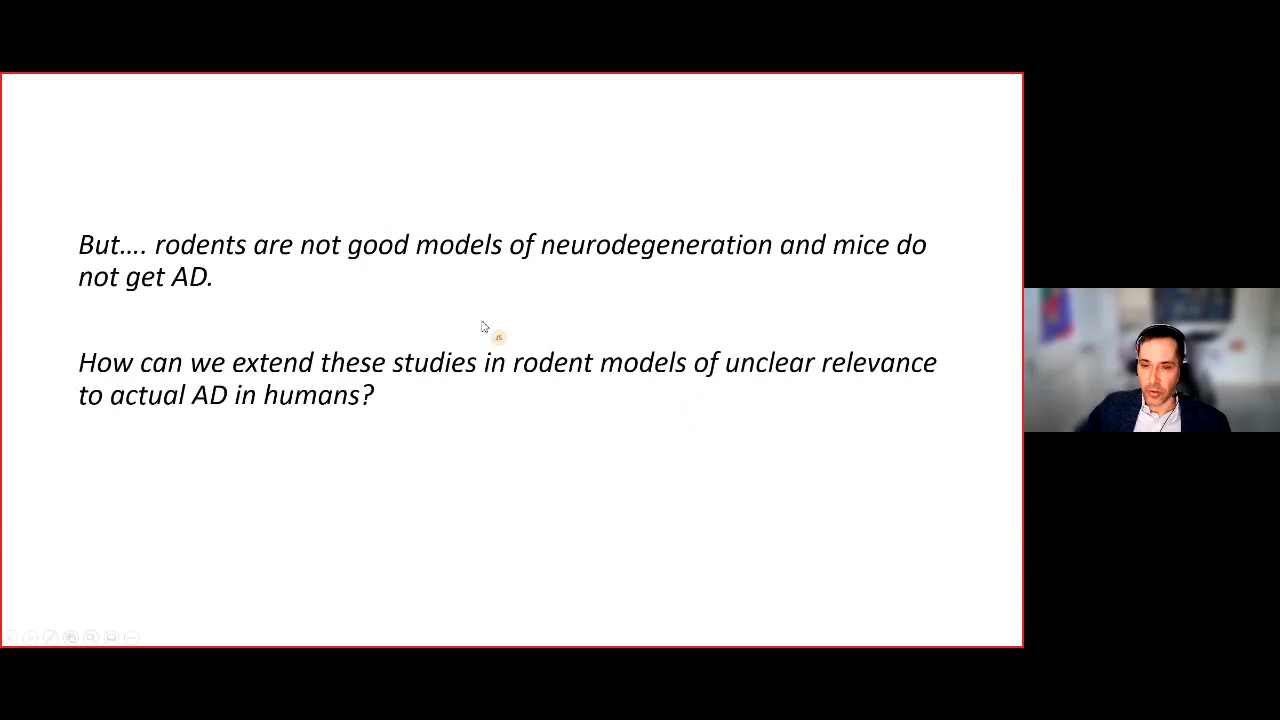 But.... rodents are not good models of neurodegeneration and mice do
not get AD.
JS
How can we extend these studies in rodent models of unclear relevance
to actual AD in humans?